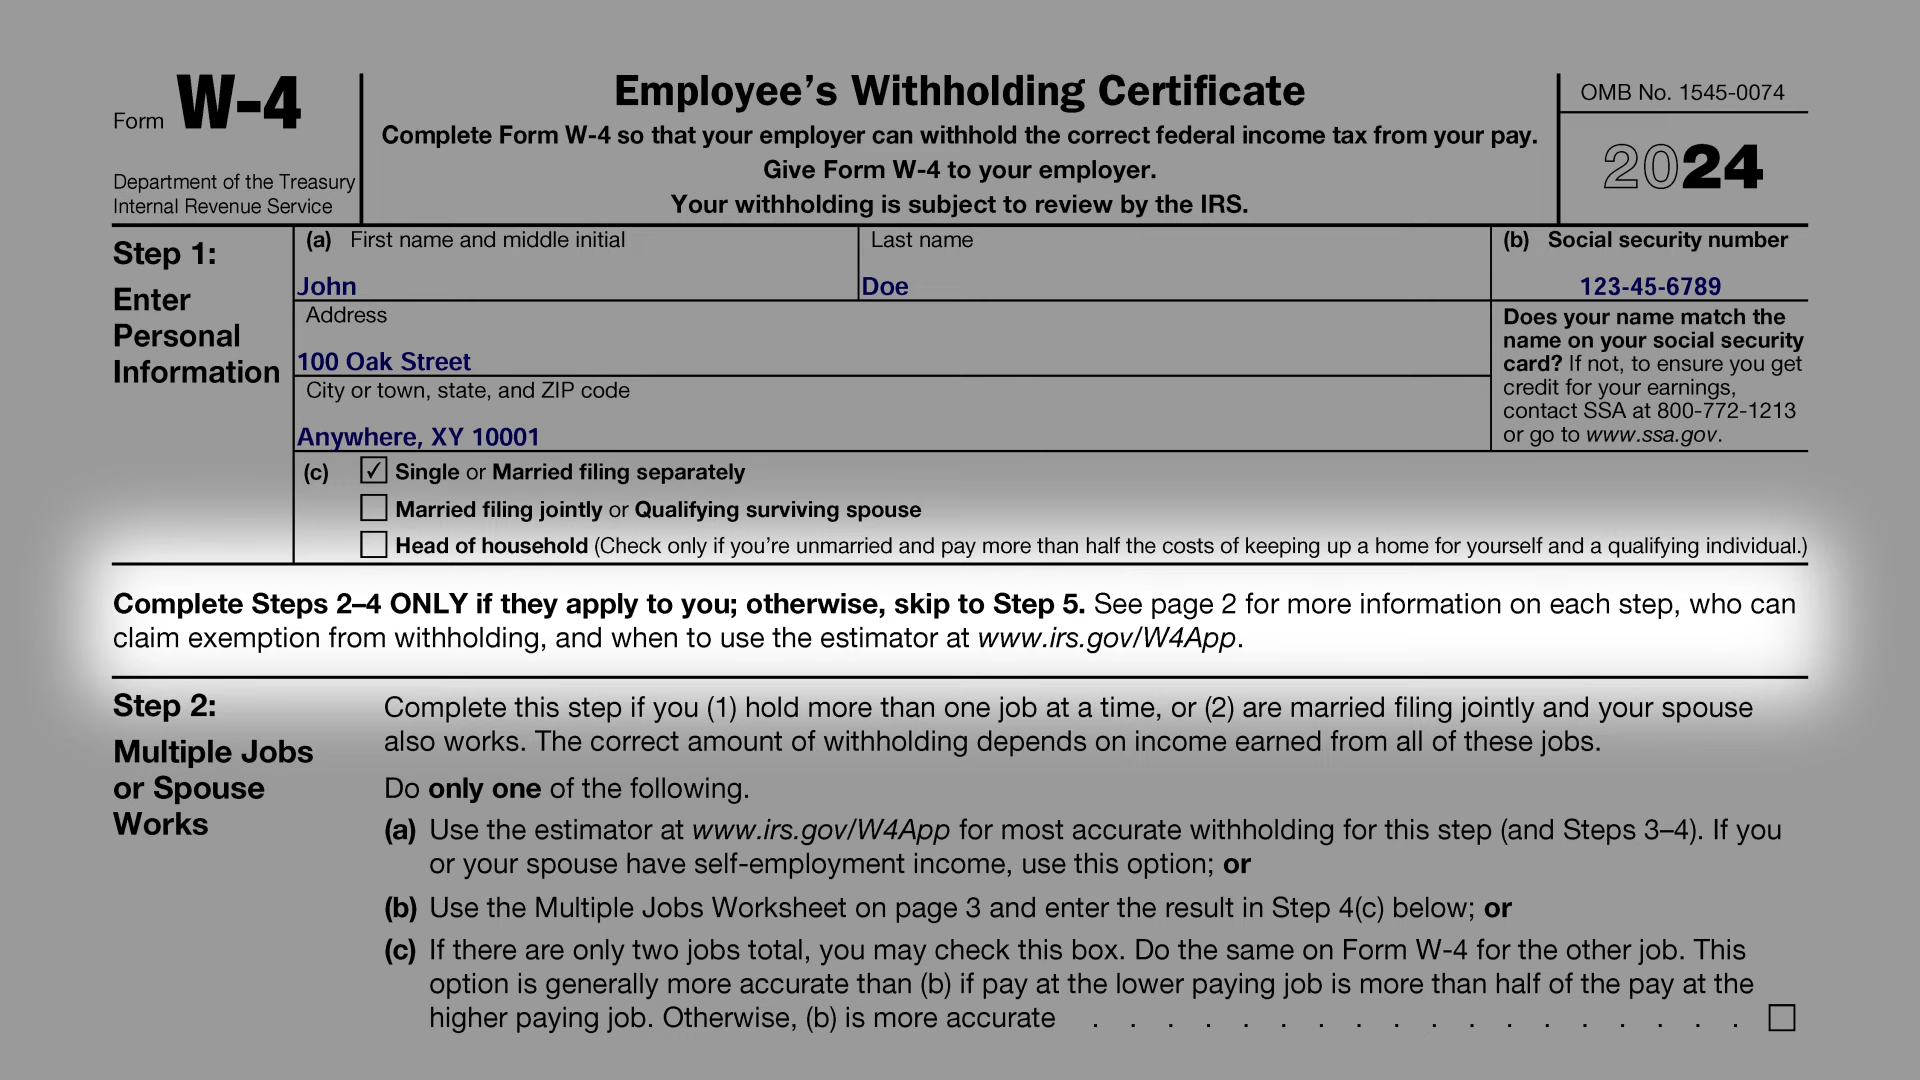 Form W-4
Department of the Treasury
Internal Revenue Service
Employee's Withholding Certificate
Complete Form W-4 so that your employer can withhold the correct federal income tax from your pay.
Give Form W-4 to your employer.
Your withholding is subject to review by the IRS.
OMB No. 1545-0074
2024
Step 1:
Enter
Personal
Information
(a) First name and middle initial
John
Last name
Doe
(b) Social security number
123-45-6789
Address
100 Oak Street
City or town, state, and ZIP code
Anywhere, XY 10001
Does your name match the
name on your social security
card? If not, to ensure you get
credit for your earnings,
contact SSA at 800-772-1213
or go to www.ssa.gov.
(c) ✓ Single or Married filing separately
Married filing jointly or Qualifying surviving spouse
Head of household (Check only if you're unmarried and pay more than half the costs of keeping up a home for yourself and a qualifying individual.)
Complete Steps 2–4 ONLY if they apply to you; otherwise, skip to Step 5. See page 2 for more information on each step, who can
claim exemption from withholding, and when to use the estimator at www.irs.gov/W4App.
Step 2:
Multiple Jobs
or Spouse
Works
Complete this step if you (1) hold more than one job at a time, or (2) are married filing jointly and your spouse
also works. The correct amount of withholding depends on income earned from all of these jobs.
Do only one of the following.
(a) Use the estimator at www.irs.gov/W4App for most accurate withholding for this step (and Steps 3–4). If you
or your spouse have self-employment income, use this option; or
(b) Use the Multiple Jobs Worksheet on page 3 and enter the result in Step 4(c) below; or
(c) If there are only two jobs total, you may check this box. Do the same on Form W-4 for the other job. This
option is generally more accurate than (b) if pay at the lower paying job is more than half of the pay at the
higher paying job. Otherwise, (b) is more accurate . . . . . . . . . . . . . . . . . .